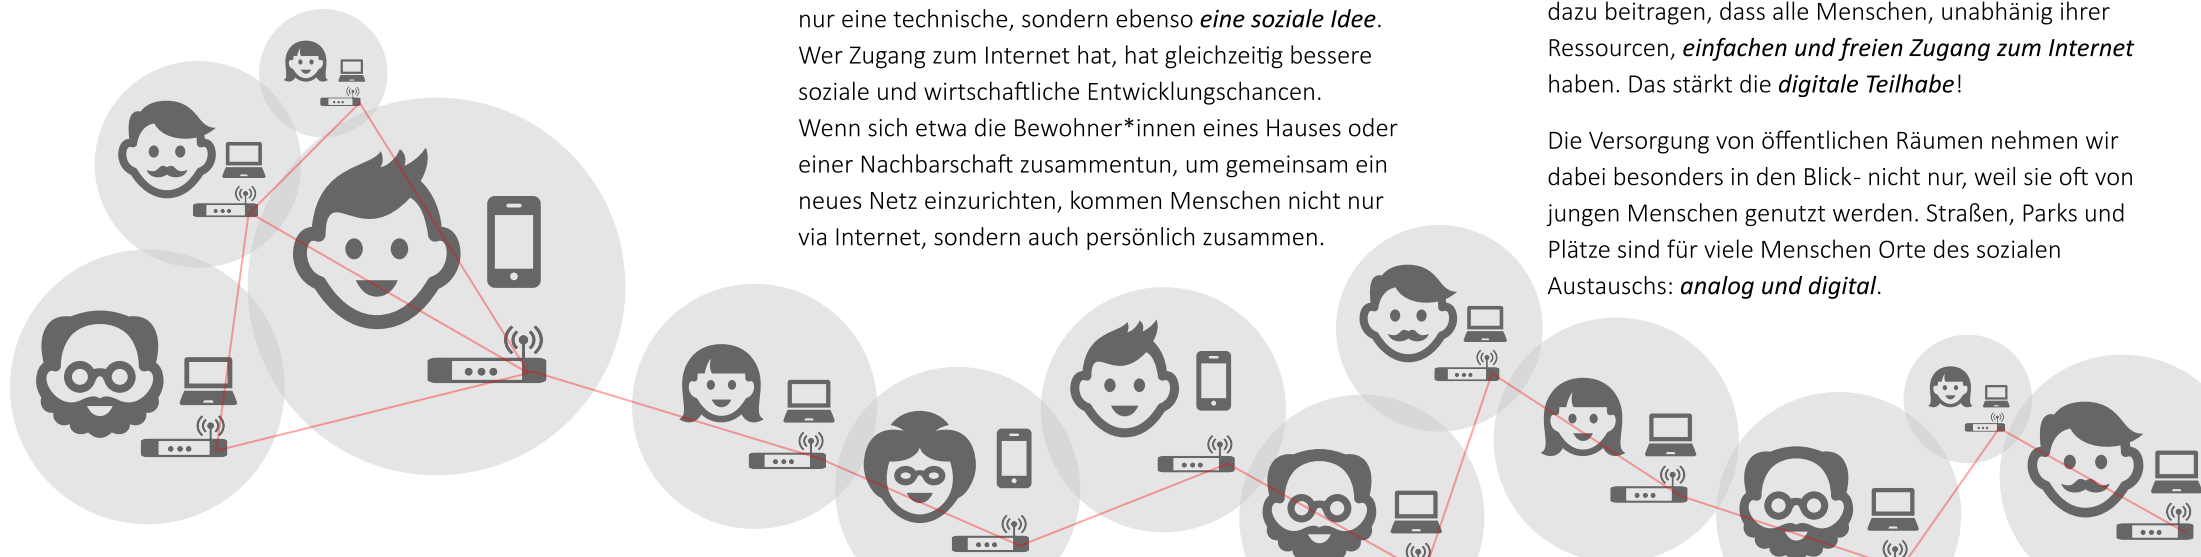 nur eine technische, sondern ebenso eine soziale Idee.
Wer Zugang zum Internet hat, hat gleichzeitig bessere
soziale und wirtschaftliche Entwicklungschancen.
Wenn sich etwa die Bewohner*innen eines Hauses oder
einer Nachbarschaft zusammentun, um gemeinsam ein
neues Netz einzurichten, kommen Menschen nicht nur
via Internet, sondern auch persönlich zusammen.
dazu beitragen, dass alle Menschen, unabhänig ihrer
Ressourcen, einfachen und freien Zugang zum Internet
haben. Das stärkt die digitale Teilhabe!
Die Versorgung von öffentlichen Räumen nehmen wir
dabei besonders in den Blick- nicht nur, weil sie oft von
jungen Menschen genutzt werden. Straßen, Parks und
Plätze sind für viele Menschen Orte des sozialen
Austauschs: analog und digital.